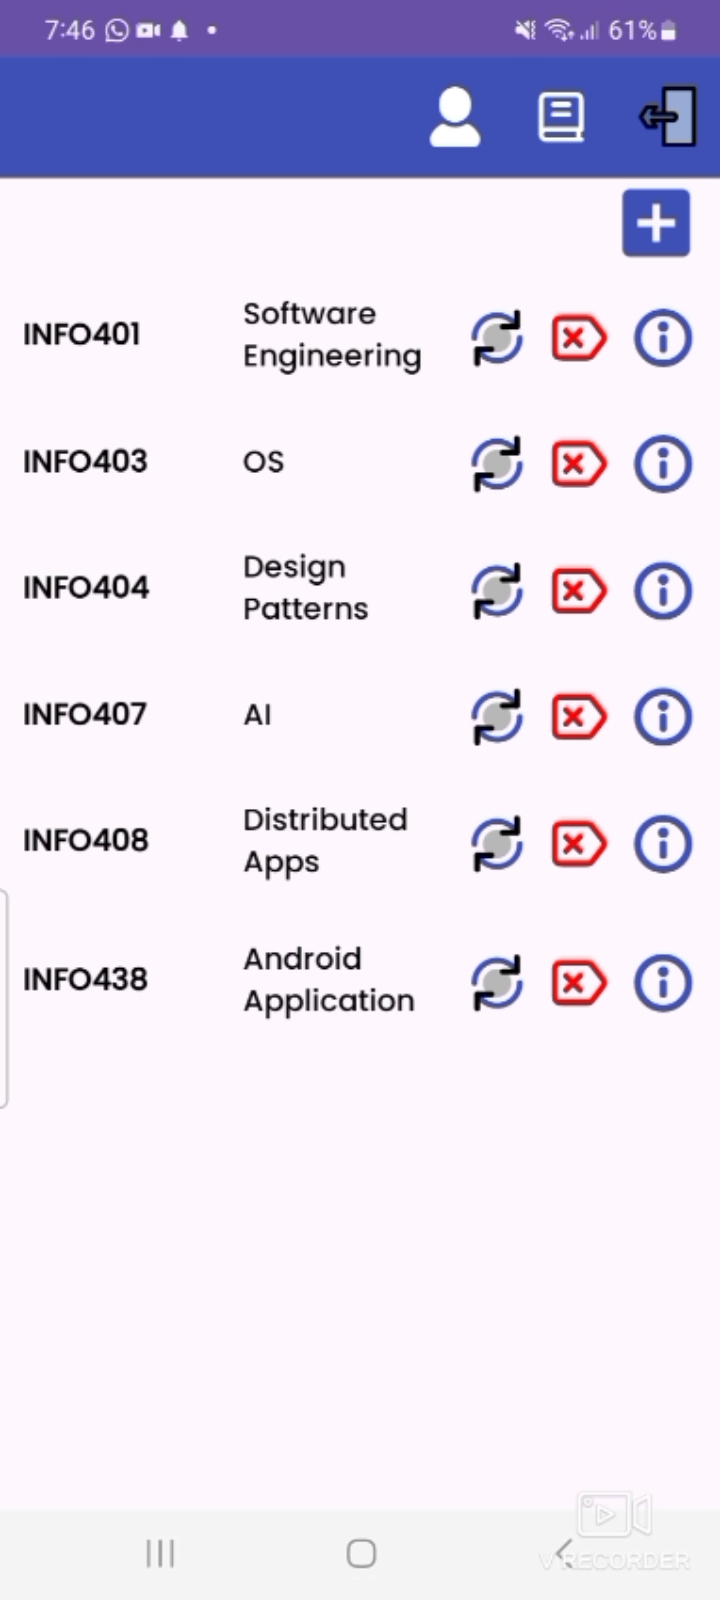 7:46 61%
INFO401 Software
Engineering
INFO403 OS
INFO404 Design
Patterns
INFO407 AI
INFO408 Distributed
Apps
INFO438 Android
Application
V RECORDER